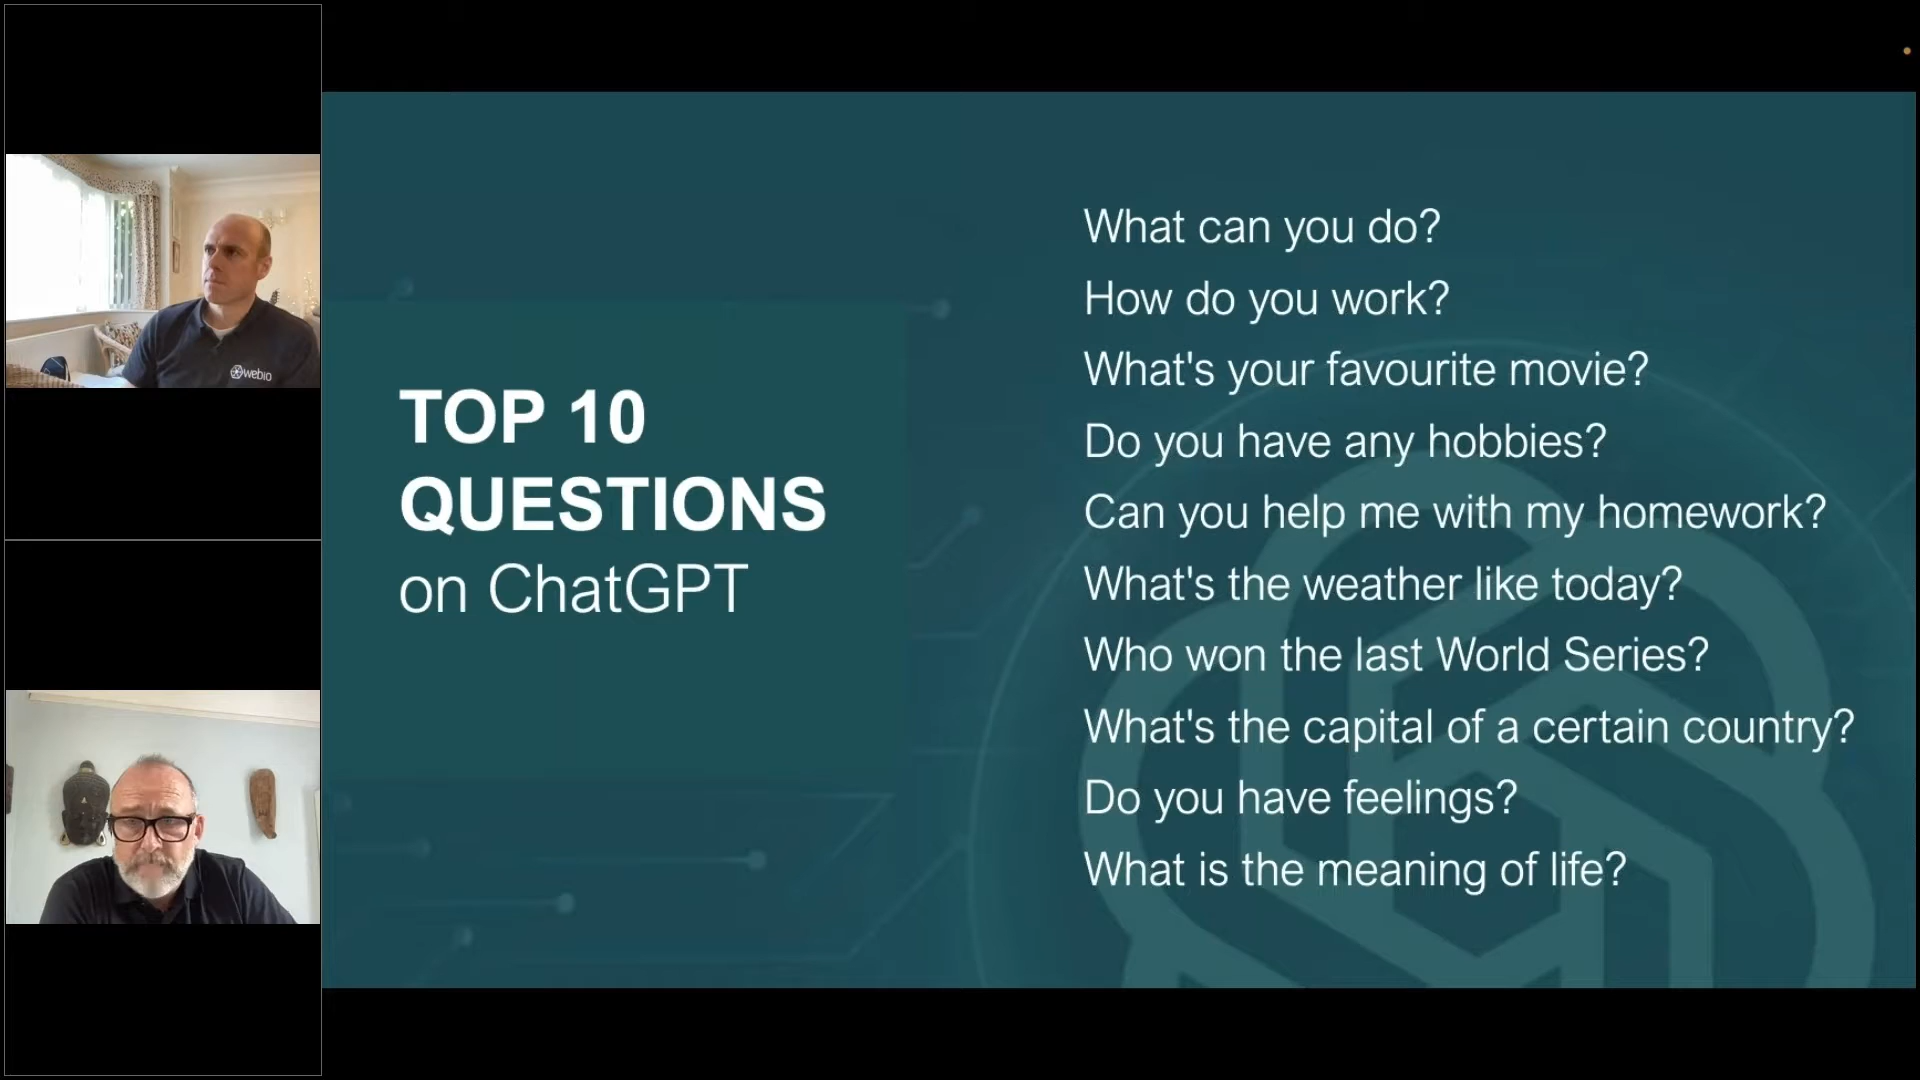 webio
TOP 10
QUESTIONS
on ChatGPT
What can you do?
How do you work?
What's your favourite movie?
Do you have any hobbies?
Can you help me with my homework?
What's the weather like today?
Who won the last World Series?
What's the capital of a certain country?
Do you have feelings?
What is the meaning of life?